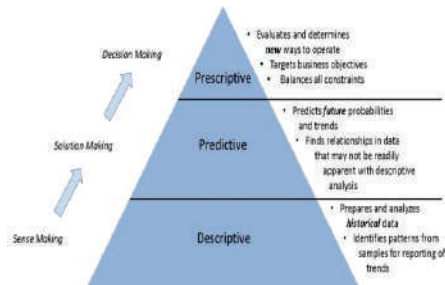 Decision Making
Solution Making
Sense Making
Prescriptive
Predictive
Descriptive
• Evaluates and determines
new ways to operate
• Targets business objectives
• Balances all constraints
• Predicts future probabilities
and trends
• Finds relationships in data
that may not be readily
apparent with descriptive
analysis
• Prepares and analyzes
historical data
• Identifies patterns from
samples for reporting of
trends